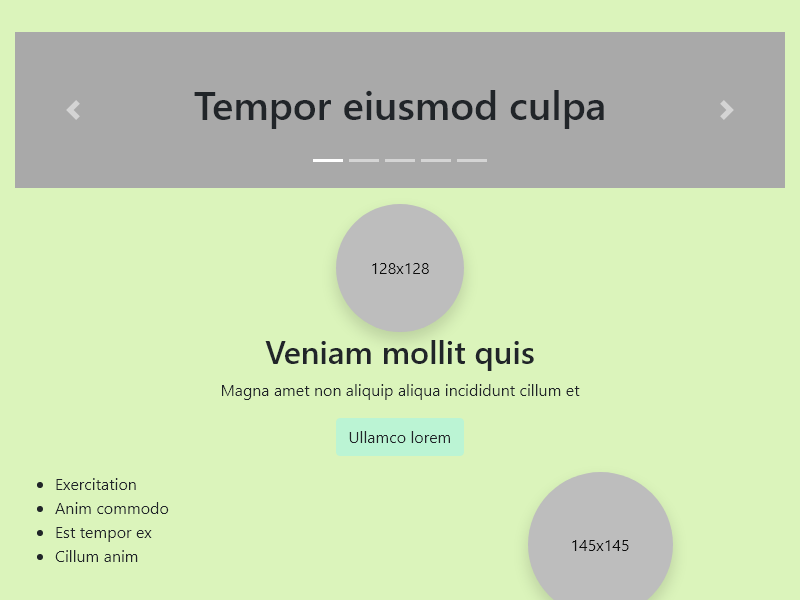 Tempor eiusmod culpa
128x128
Veniam mollit quis
Magna amet non aliquip aliqua incididunt cillum et
Ullamco lorem
Exercitation
Anim commodo
Est tempor ex
Cillum anim
145x145